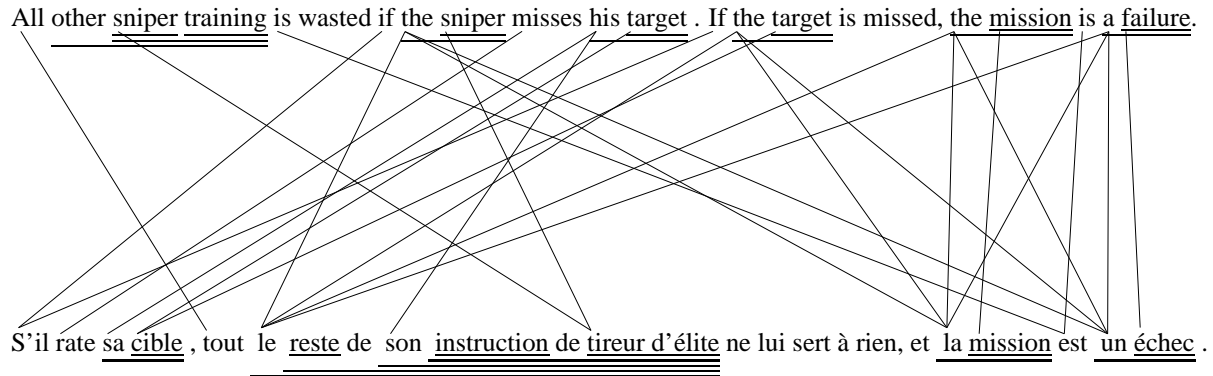 All other sniper training is wasted if the sniper misses his target . If the target is missed, the mission is a failure.
S'il rate sa cible , tout le reste de son instruction de tireur d'élite ne lui sert à rien, et la mission est un échec .